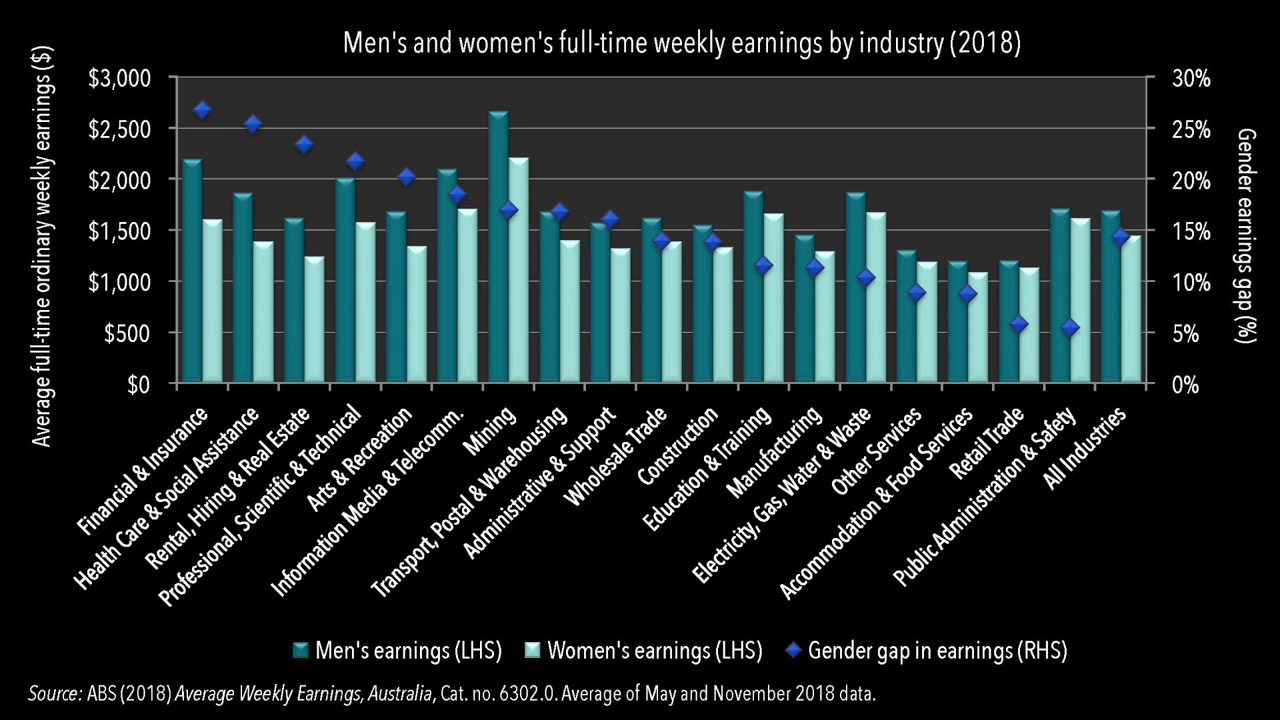 Men's and women's full-time weekly earnings by industry (2018)
Average full-time ordinary weekly earnings ($)
$3,000
$2,500
$2,000
$1,500
$1,000
$500
$0
30%
25%
20%
15%
10%
5%
0%
Gender earnings gap (%)
Financial & Insurance
Health Care & Social Assistance
Rental, Hiring & Real Estate
Professional, Scientific & Technical
Arts & Recreation
Information Media & Telecomm.
Mining
Transport, Postal & Warehousing
Administrative & Support
Wholesale Trade
Construction
Education & Training
Manufacturing
Electricity, Gas, Water & Waste
Other Services
Accommodation & Food Services
Retail Trade
Public Administration & Safety
All Industries
Men's earnings (LHS)
Women's earnings (LHS)
Gender gap in earnings (RHS)
Source: ABS (2018) Average Weekly Earnings, Australia, Cat. no. 6302.0. Average of May and November 2018 data.